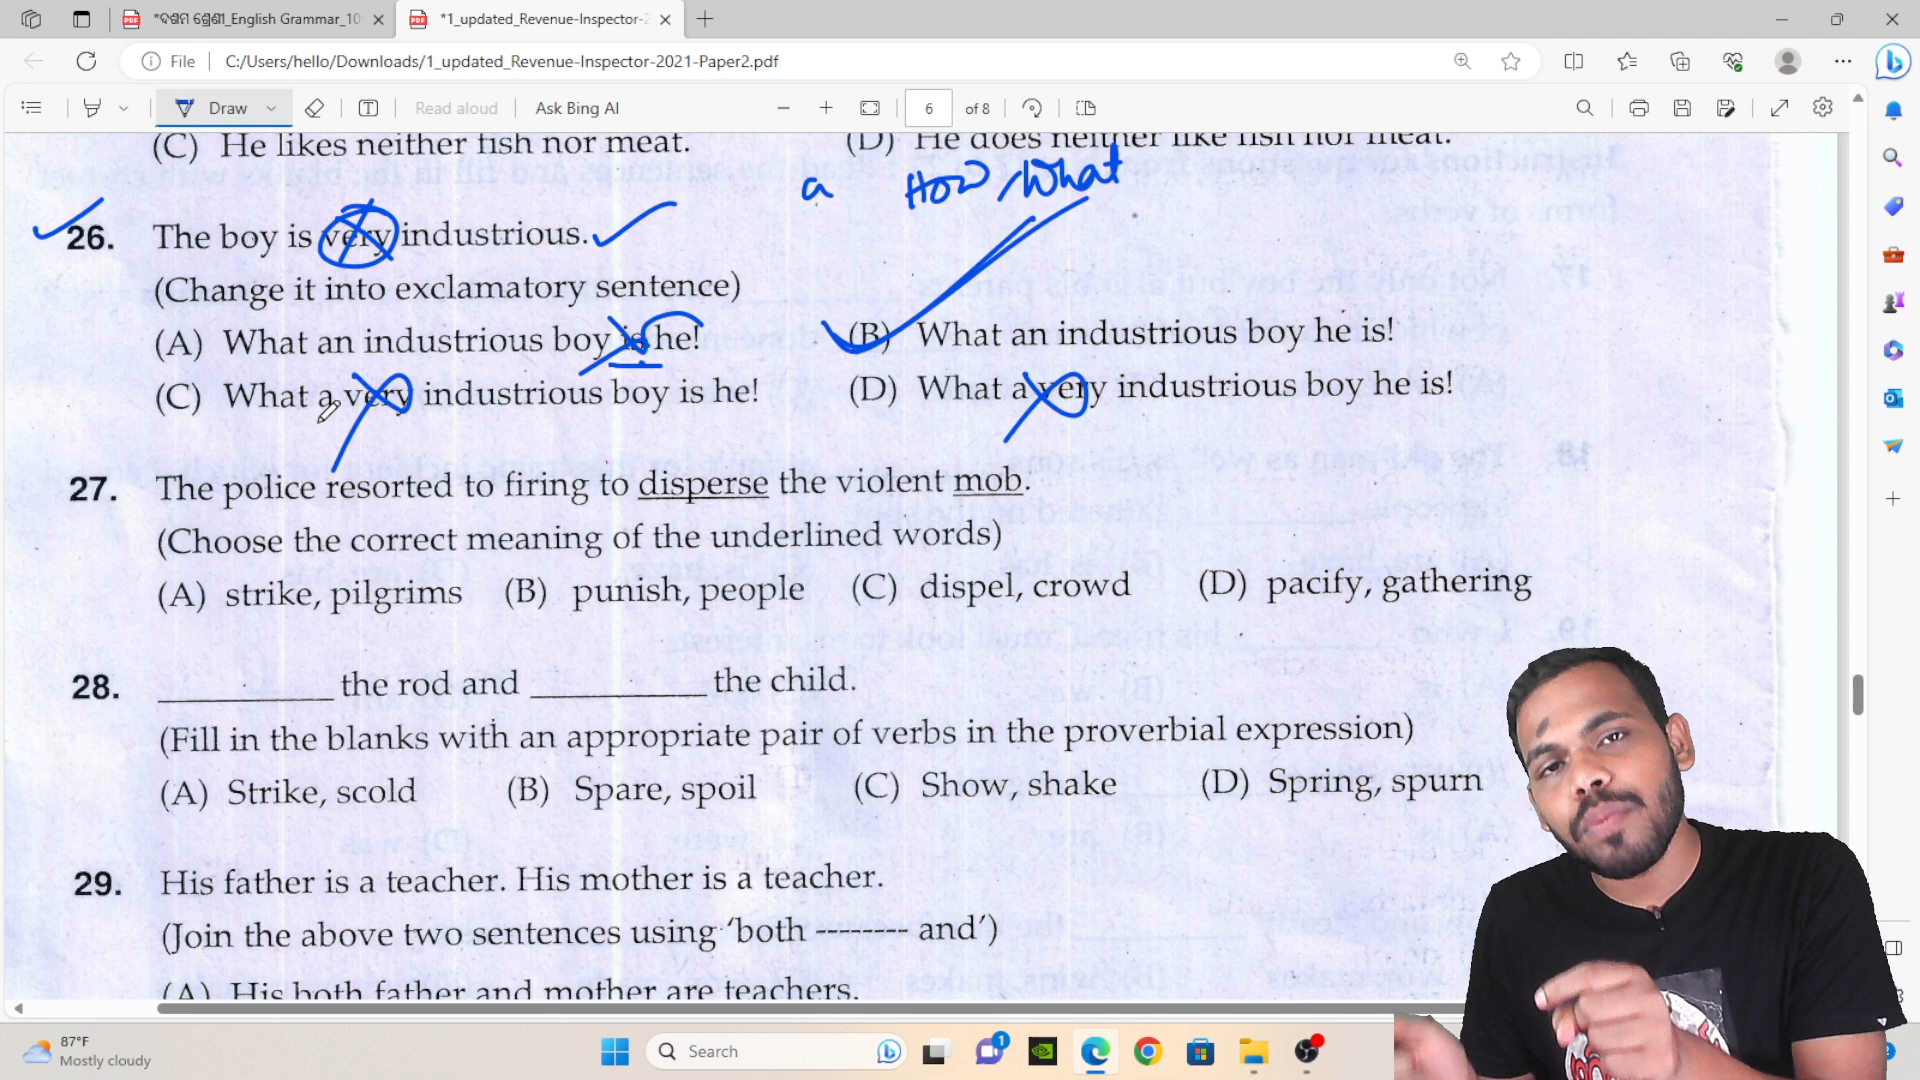 *ଦଶମ ଶ୍ରେଣୀ_English Grammar_10
*1_updated_Revenue-Inspector-2
File
C:/Users/hello/Downloads/1_updated_Revenue-Inspector-2021-Paper2.pdf
Draw
Read aloud
Ask Bing AI
6 of 8
(C) He likes neither fish nor meat. (D) He does neither like fish nor meat.
a How, What
26. The boy is very industrious.
(Change it into exclamatory sentence)
(A) What an industrious boy is he! (B) What an industrious boy he is!
(C) What a very industrious boy is he! (D) What a very industrious boy he is!
27. The police resorted to firing to disperse the violent mob.
(Choose the correct meaning of the underlined words)
(A) strike, pilgrims (B) punish, people (C) dispel, crowd (D) pacify, gathering
28. ____________ the rod and ____________ the child.
(Fill in the blanks with an appropriate pair of verbs in the proverbial expression)
(A) Strike, scold (B) Spare, spoil (C) Show, shake (D) Spring, spurn
29. His father is a teacher. His mother is a teacher.
(Join the above two sentences using 'both -------- and')
(A) His both father and mother are teachers.
87°F
Mostly cloudy
Search
1